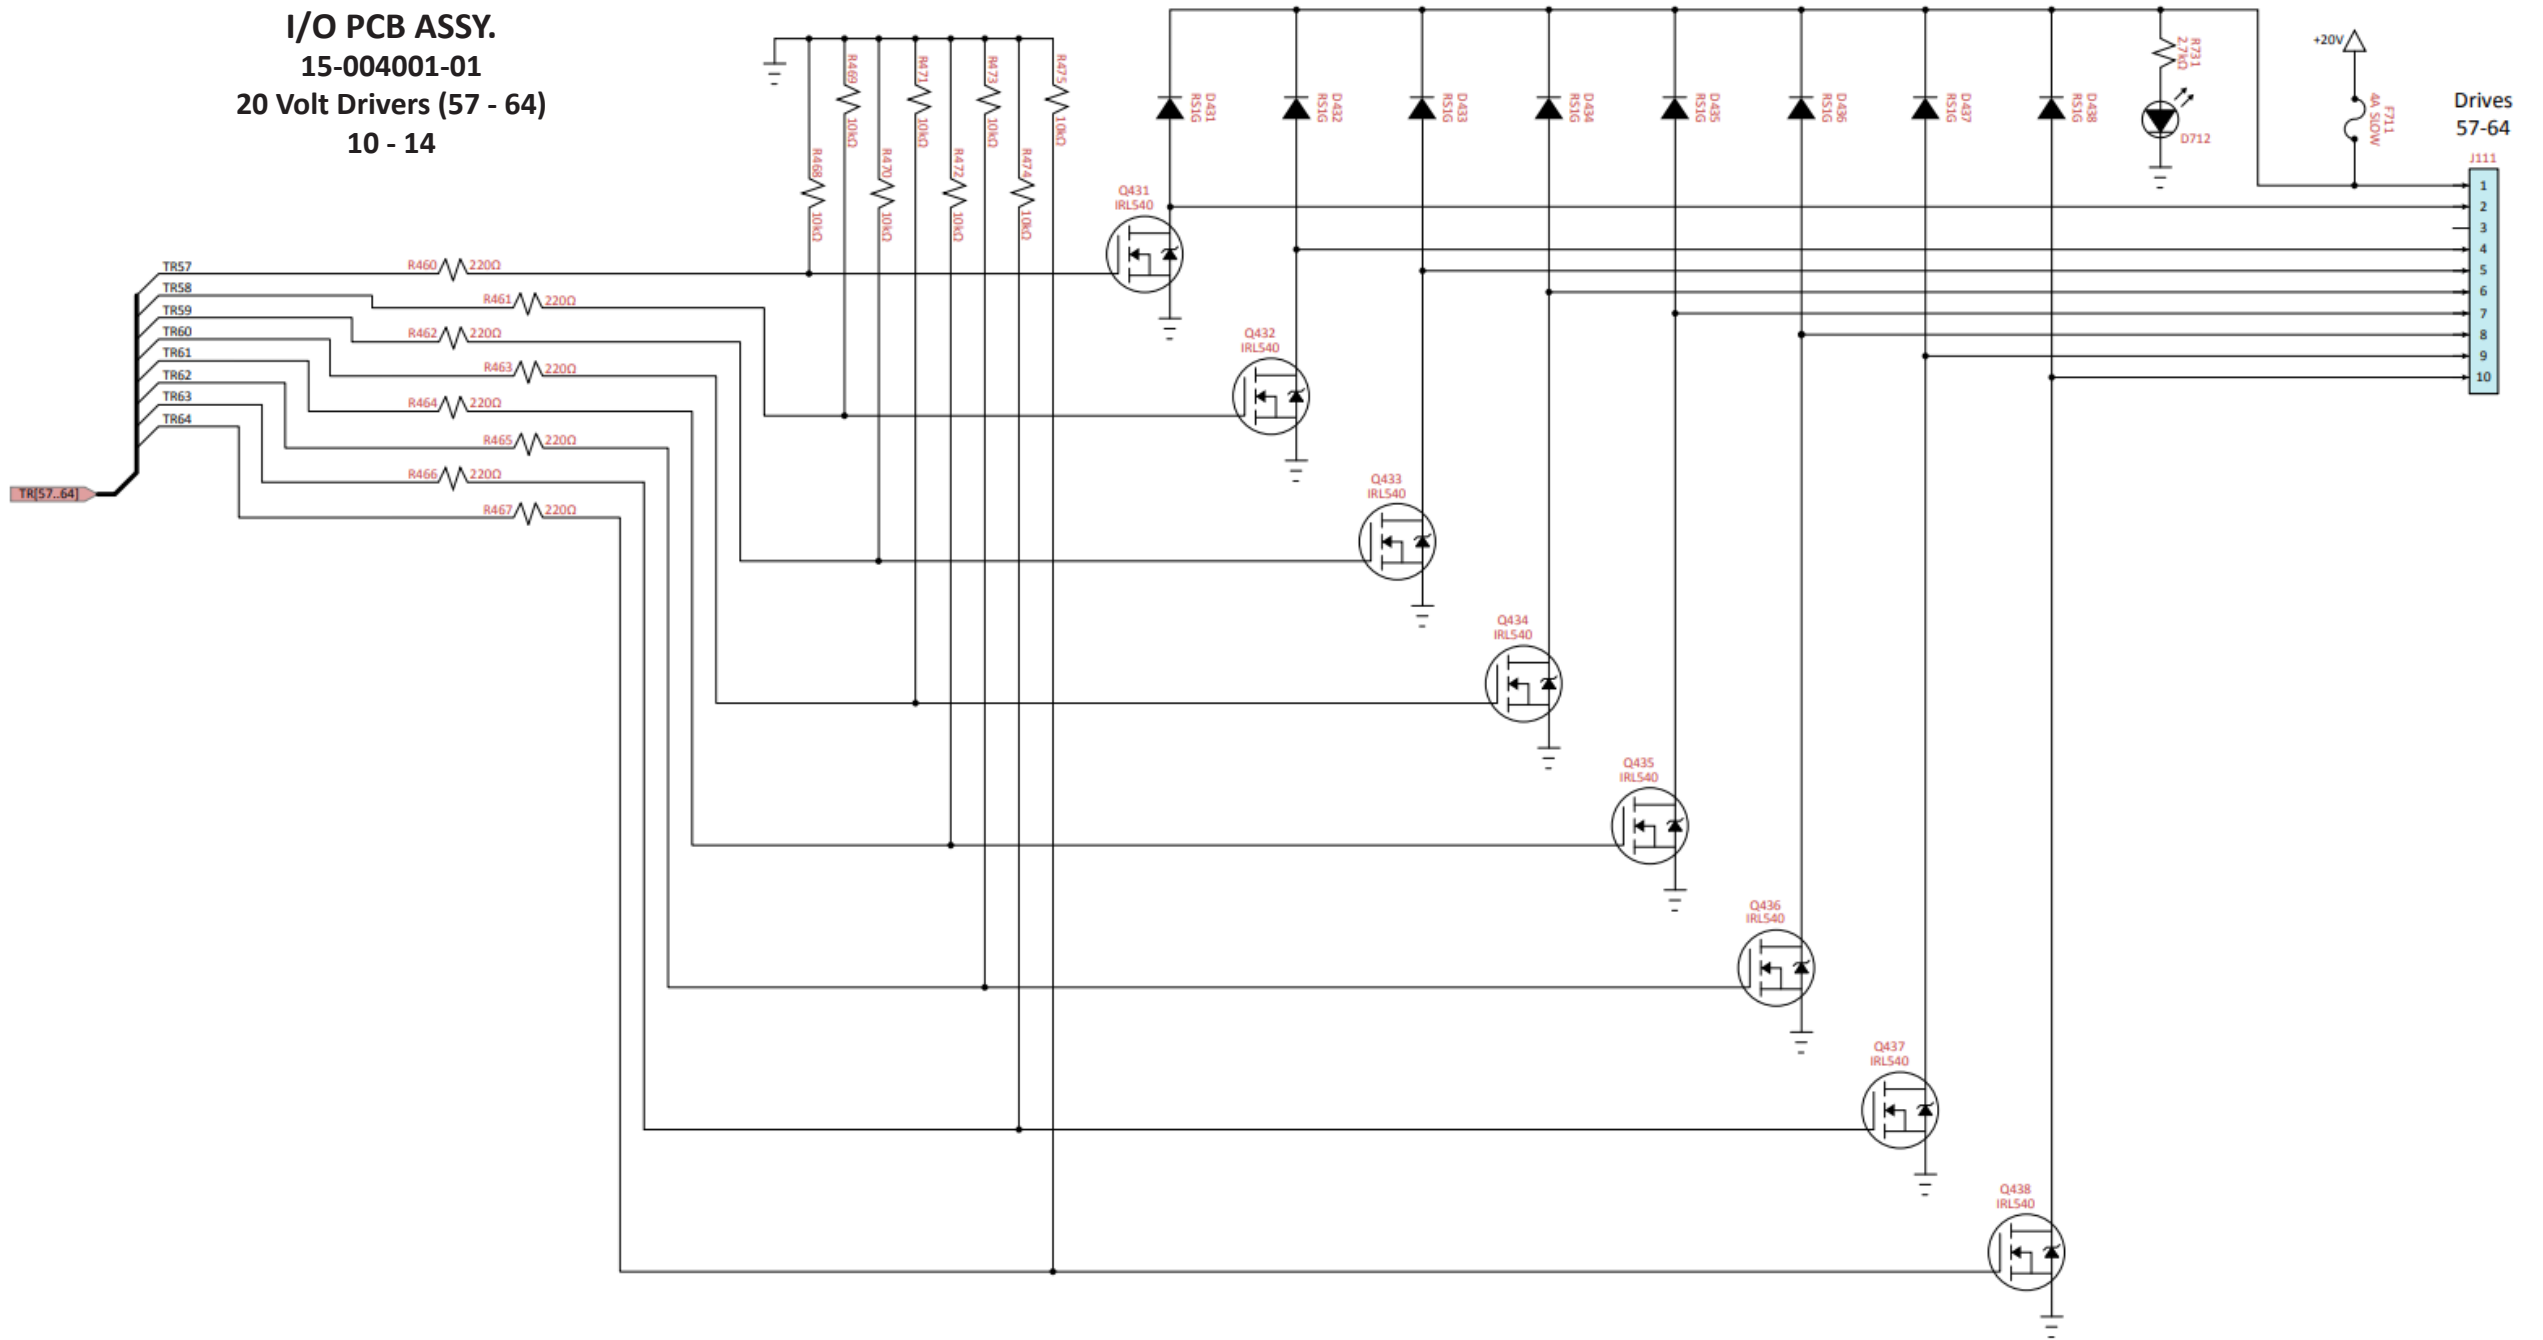 I/O PCB ASSY.
15-004001-01
20 Volt Drivers (57 - 64)
10 - 14
R469
10kΩ
R471
10kΩ
R473
10kΩ
R475
10kΩ
R468
10kΩ
R470
10kΩ
R472
10kΩ
R474
10kΩ
D431
RS1G
D432
RS1G
D433
RS1G
D434
RS1G
D435
RS1G
D436
RS1G
D437
RS1G
D438
RS1G
R731
2.7kΩ
D712
+20V
F711
4A SLOW
Drives
57-64
J111
1
2
3
4
5
6
7
8
9
10
TR57
TR58
TR59
TR60
TR61
TR62
TR63
TR64
TR[57..64]
R460 220Ω
R461 220Ω
R462 220Ω
R463 220Ω
R464 220Ω
R465 220Ω
R466 220Ω
R467 220Ω
Q431
IRL540
Q432
IRL540
Q433
IRL540
Q434
IRL540
Q435
IRL540
Q436
IRL540
Q437
IRL540
Q438
IRL540